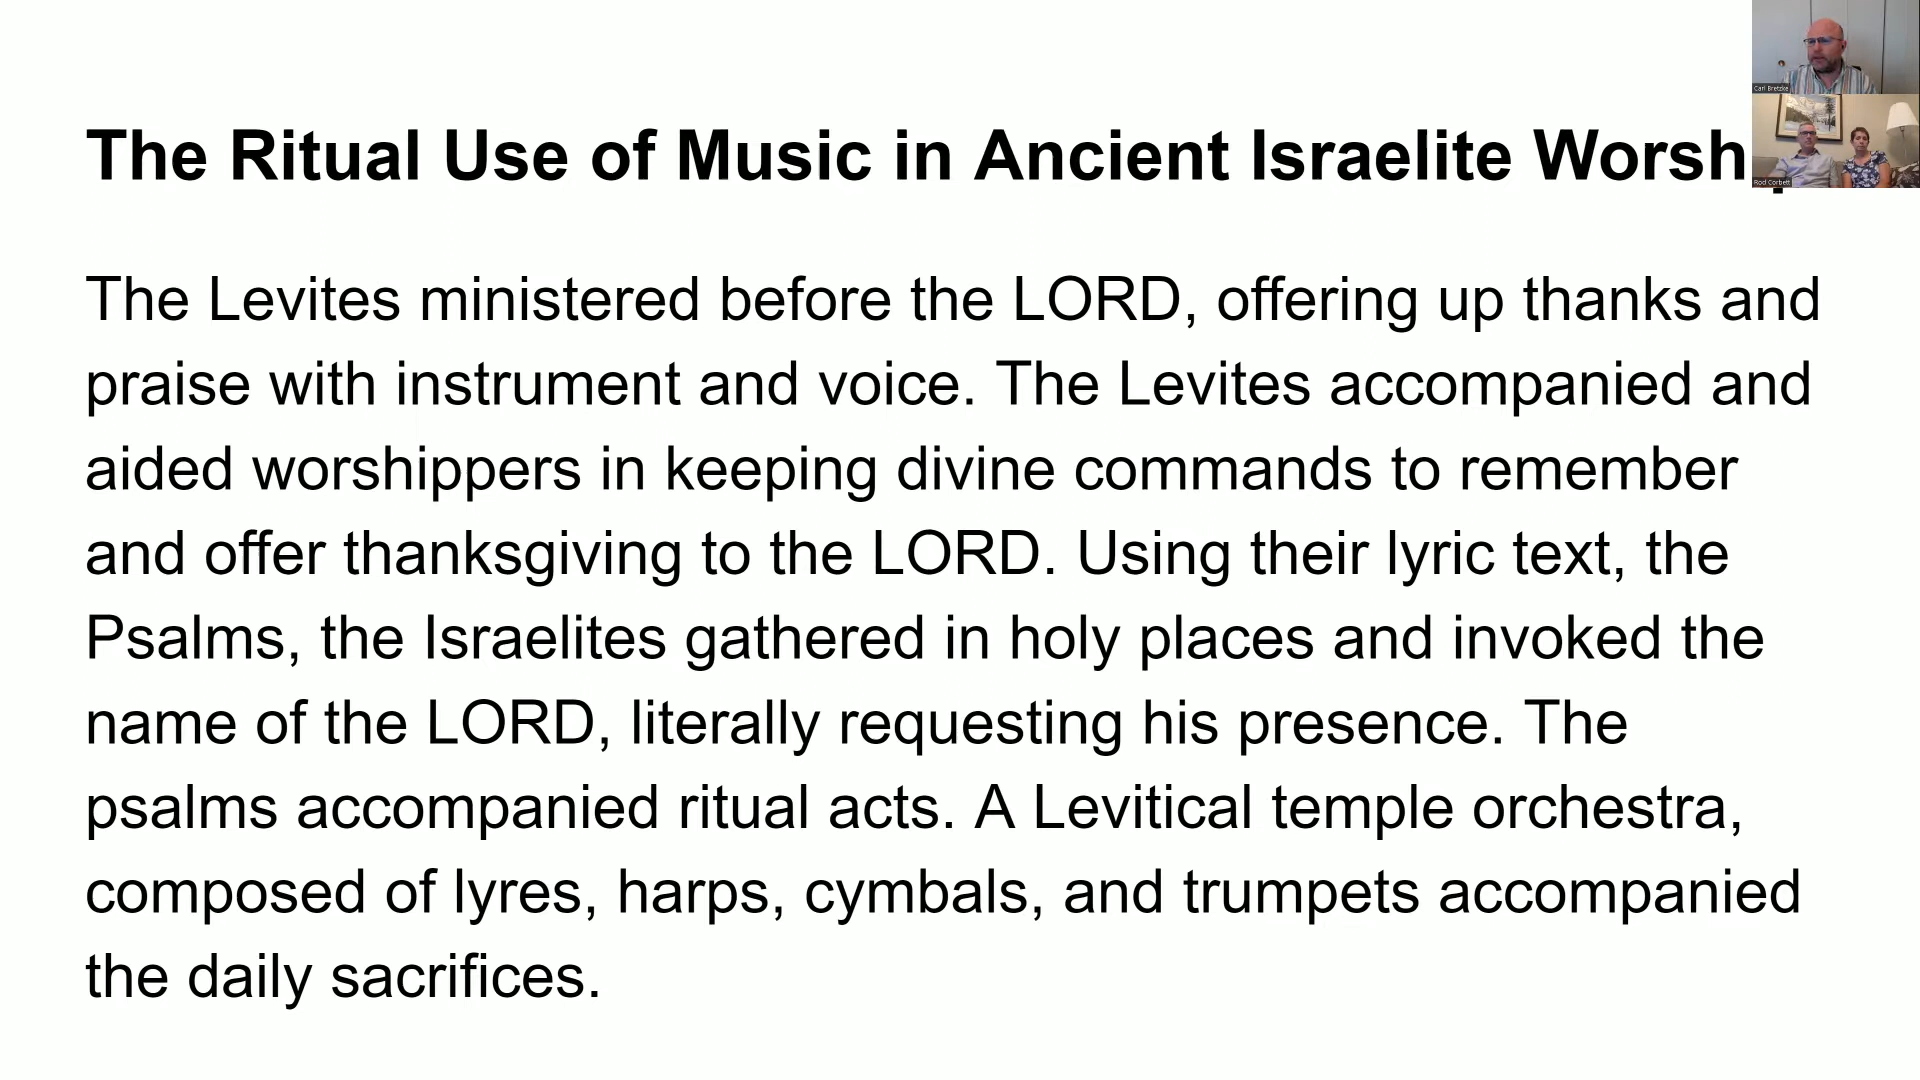 The Ritual Use of Music in Ancient Israelite Worsh
The Levites ministered before the LORD, offering up thanks and
praise with instrument and voice. The Levites accompanied and
aided worshippers in keeping divine commands to remember
and offer thanksgiving to the LORD. Using their lyric text, the
Psalms, the Israelites gathered in holy places and invoked the
name of the LORD, literally requesting his presence. The
psalms accompanied ritual acts. A Levitical temple orchestra,
composed of lyres, harps, cymbals, and trumpets accompanied
the daily sacrifices.
Carl Bretzke
Rod Corbett